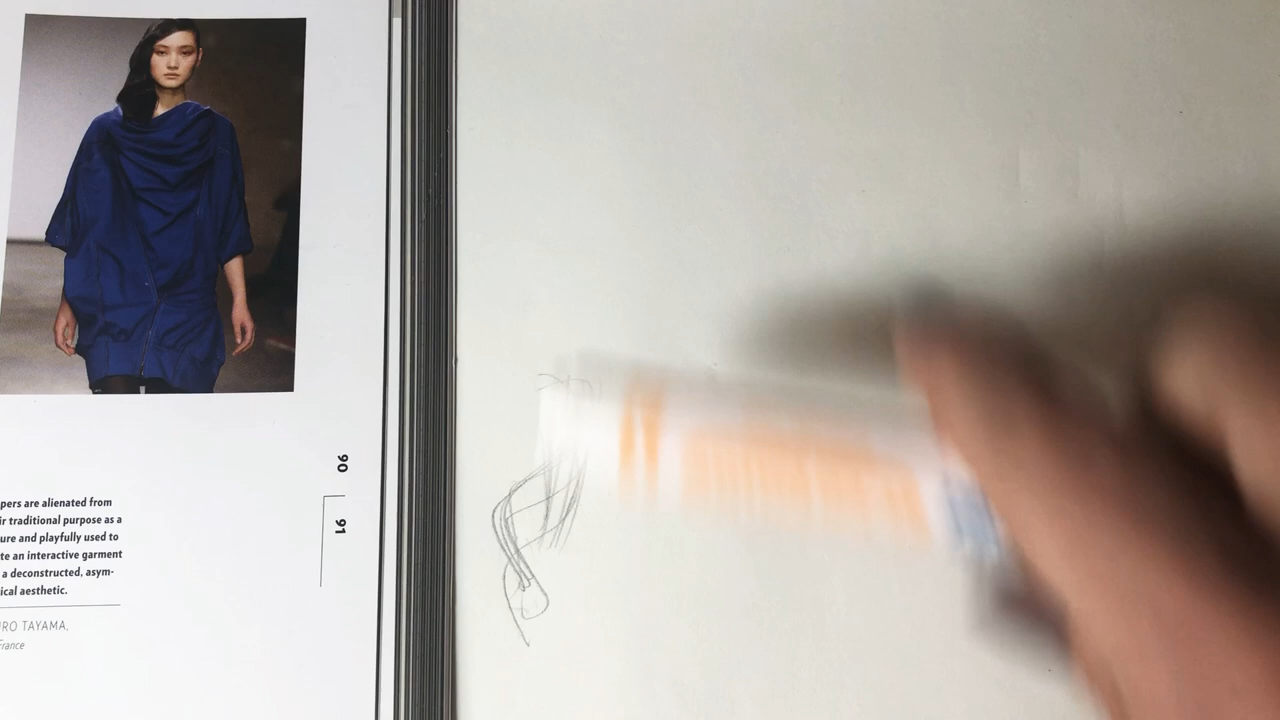 90
91
pers are alienated from
ir traditional purpose as a
ure and playfully used to
te an interactive garment
a deconstructed, asym-
ical aesthetic.
RO TAYAMA,
France